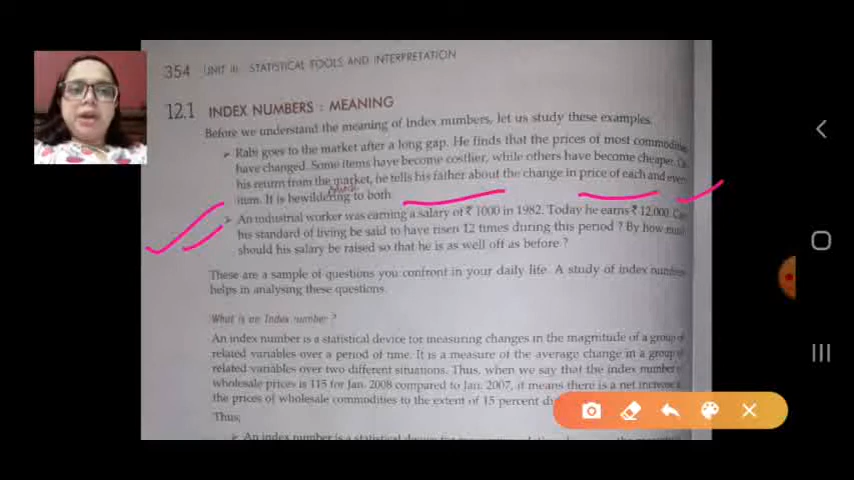 354 UNIT III STATISTICAL TOOLS AND INTERPRETATION
12.1 INDEX NUMBERS : MEANING
Before we understand the meaning of Index numbers, let us study these examples.
➤ Rabi goes to the market after a long gap. He finds that the prices of most
have changed. Some items have become costlier, while others have become cheaper.
his return from the market, he tells his father about the change in price of each and
item. It is bewildering to both
➤ An industrial worker was earning a salary of ₹ 1000 in 1982. Today he earns ₹ 12,000.
his standard of living be said to have risen 12 times during this period ? By how
should his salary be raised so that he is as well off as before ?
These are a sample of questions you confront in your daily life. A study of index
helps in analysing these questions.
What is an Index number ?
An index number is a statistical device for measuring changes in the magnitude of a group of
related variables over a period of time. It is a measure of the average change in a group of
related variables over two different situations. Thus, when we say that the index number of
wholesale prices is 115 for Jan. 2008 compared to Jan. 2007, it means there is a net increase
the prices of wholesale commodities to the extent of 15 percent
Thus;
➤ An index number is a statistical